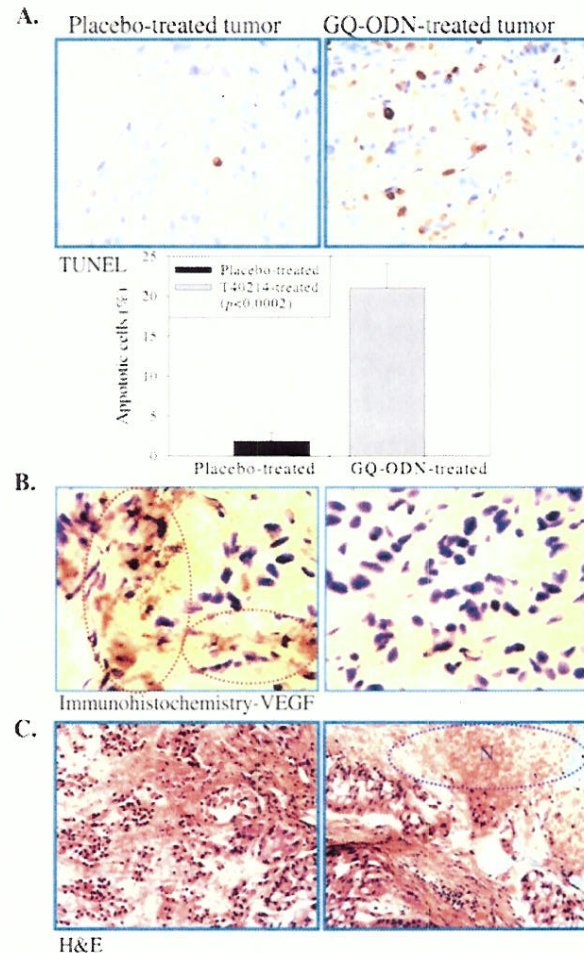 A.
Placebo-treated tumor GQ-ODN-treated tumor
TUNEL
25
20
15
10
5
0
Appototic cells (%)
Placebo-treated
T40214-treated
(p<0.0002)
Placebo-treated GQ-ODN-treated
B.
Immunohistochemistry-VEGF
C.
N
H&E